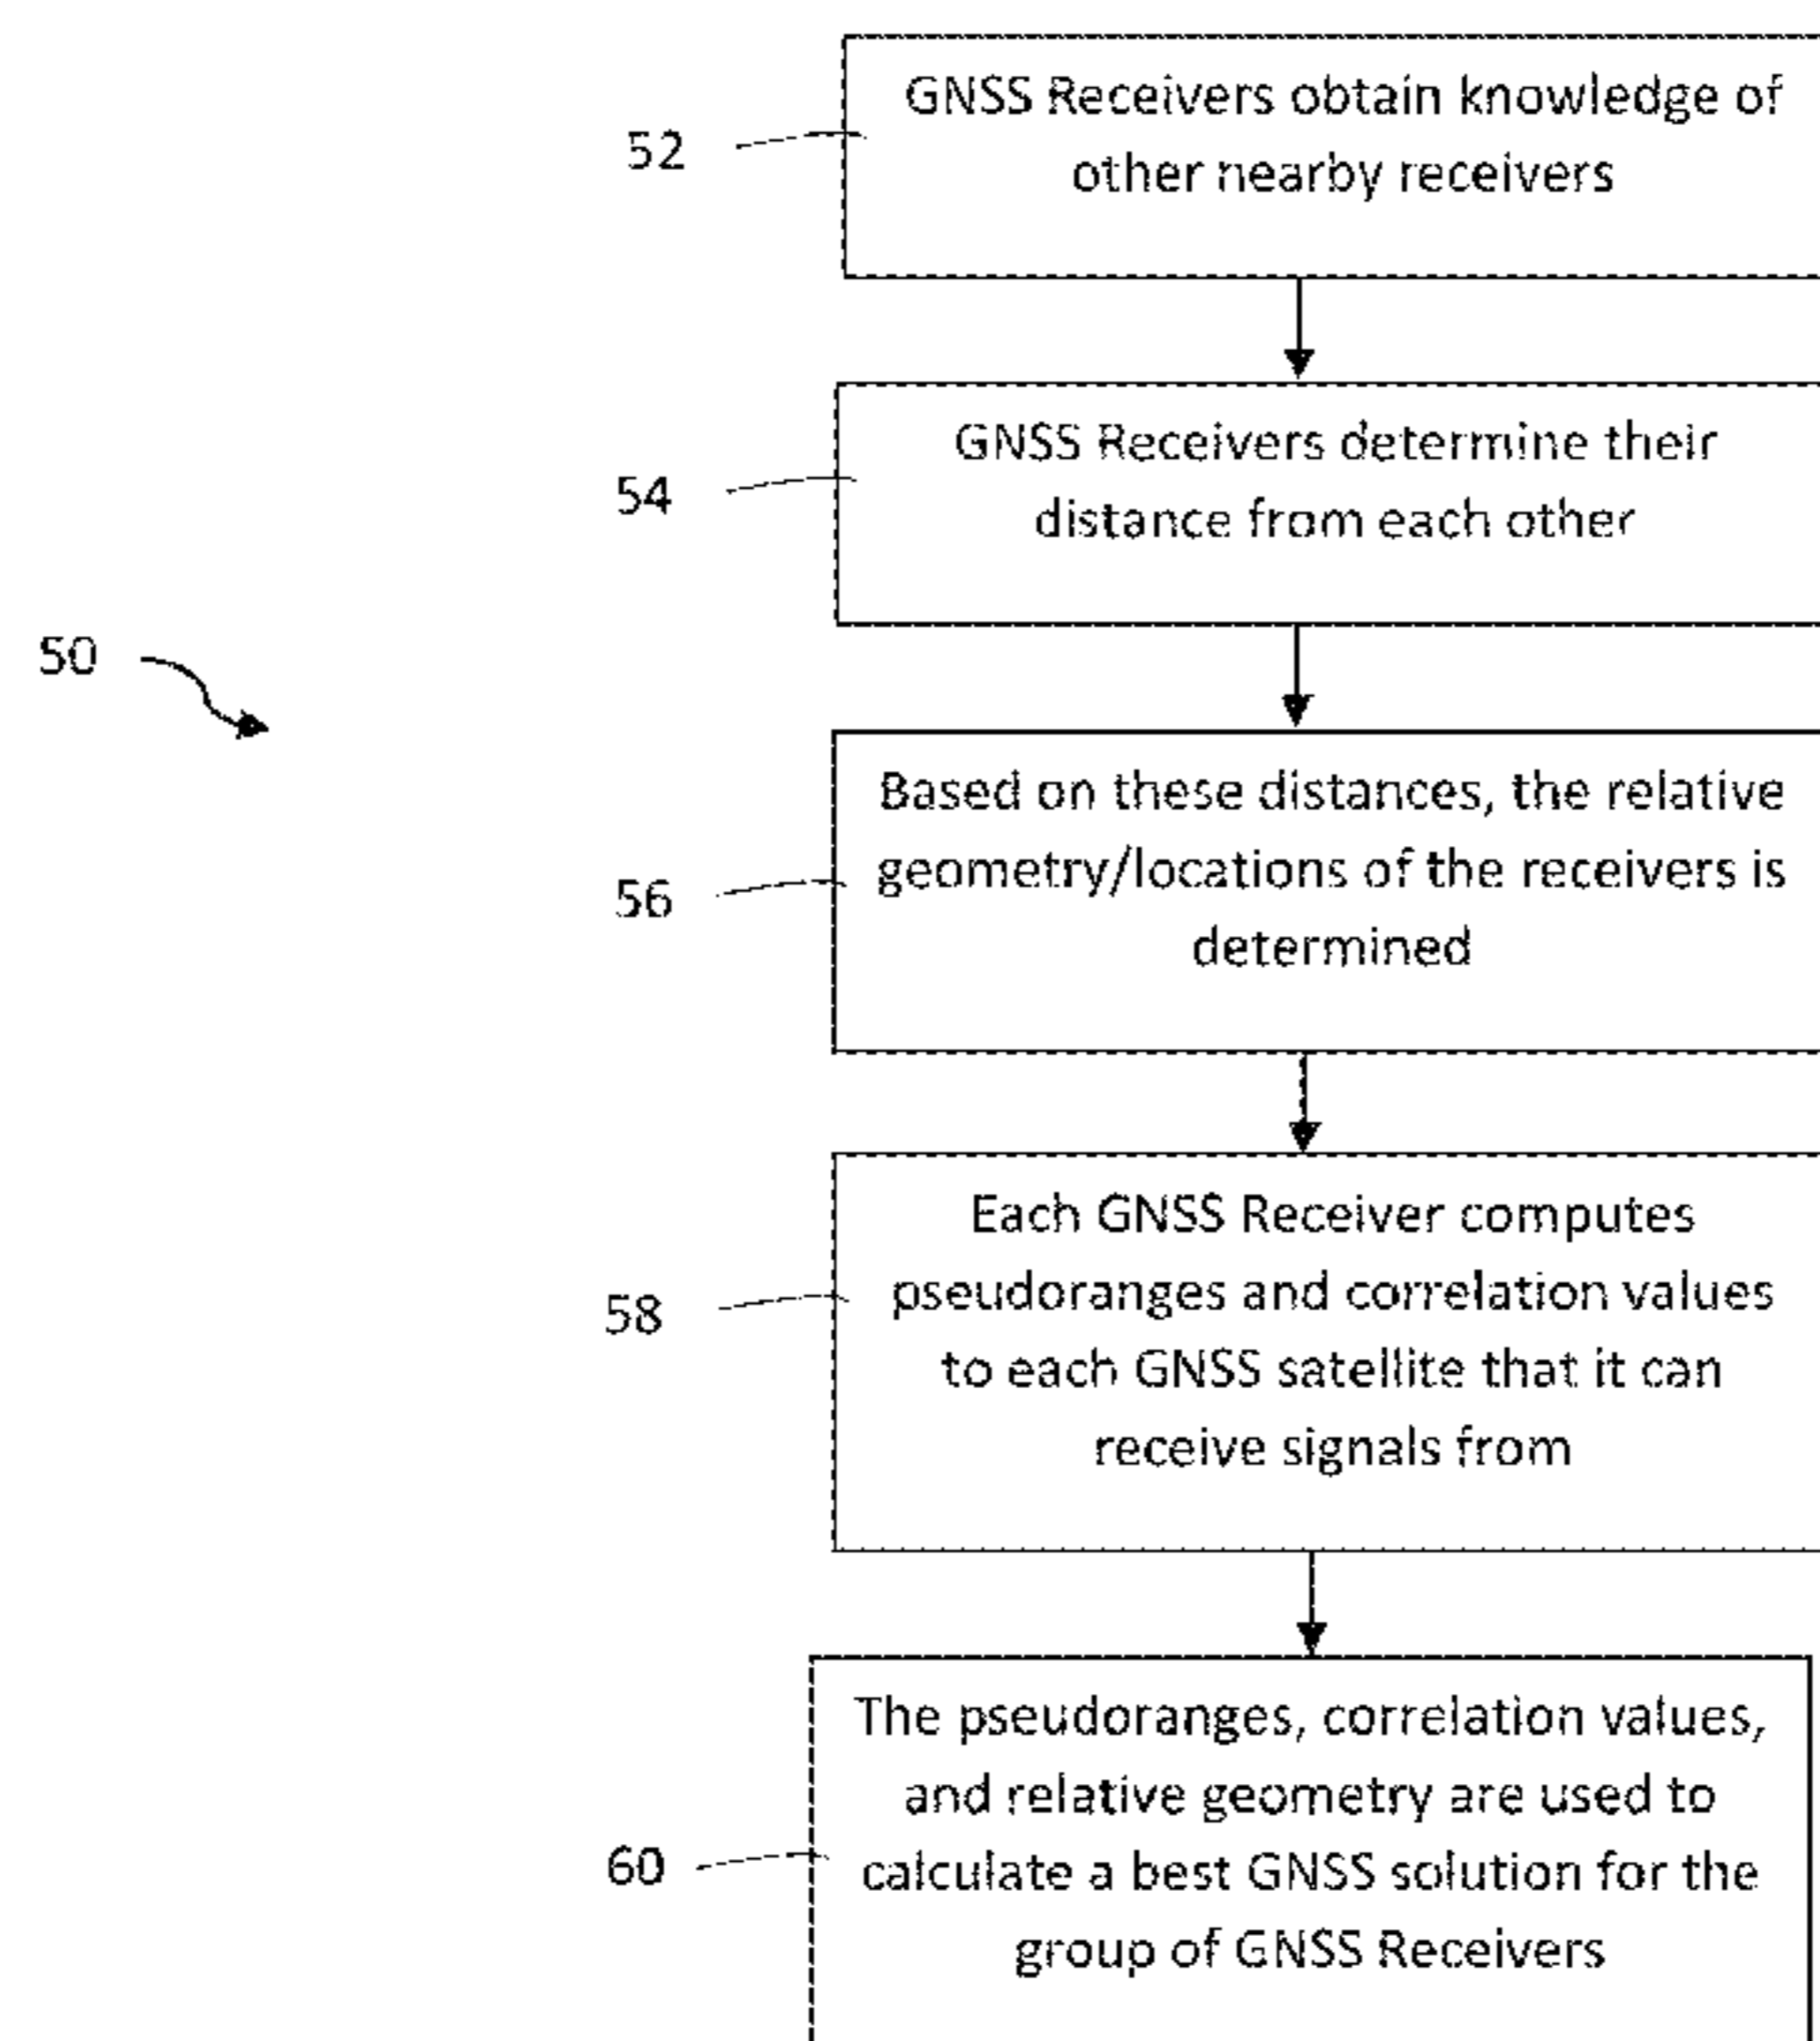 GNSS Receivers obtain knowledge of
other nearby receivers
52
GNSS Receivers determine their
distance from each other
54
50
Based on these distances, the relative
geometry/locations of the receivers is
determined
56
Each GNSS Receiver computes
pseudoranges and correlation values
to each GNSS satellite that it can
receive signals from
58
The pseudoranges, correlation values,
and relative geometry are used to
calculate a best GNSS solution for the
group of GNSS Receivers
60